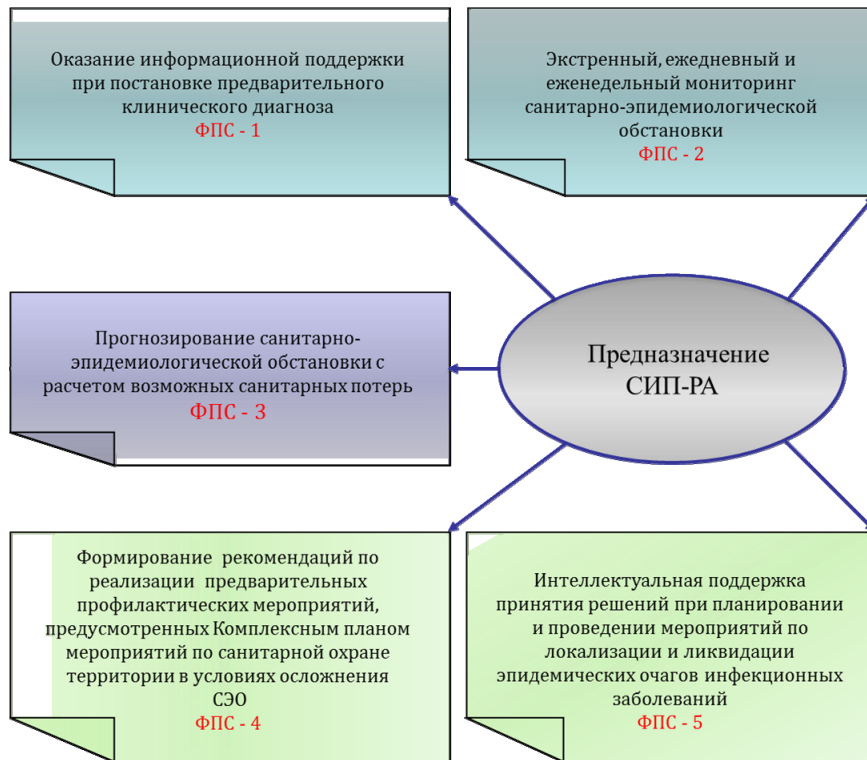 Оказание информационной поддержки
при постановке предварительного
клинического диагноза
ФПС - 1
Экстренный, ежедневный и
еженедельный мониторинг
санитарно-эпидемиологической
обстановки
ФПС - 2
Прогнозирование санитарно-
эпидемиологической обстановки с
расчетом возможных санитарных потерь
ФПС - 3
Предназначение
СИП-РА
Формирование рекомендаций по
реализации предварительных
профилактических мероприятий,
предусмотренных Комплексным планом
мероприятий по санитарной охране
территории в условиях осложнения
СЭО
ФПС - 4
Интеллектуальная поддержка
принятия решений при планировании
и проведении мероприятий по
локализации и ликвидации
эпидемических очагов инфекционных
заболеваний
ФПС - 5